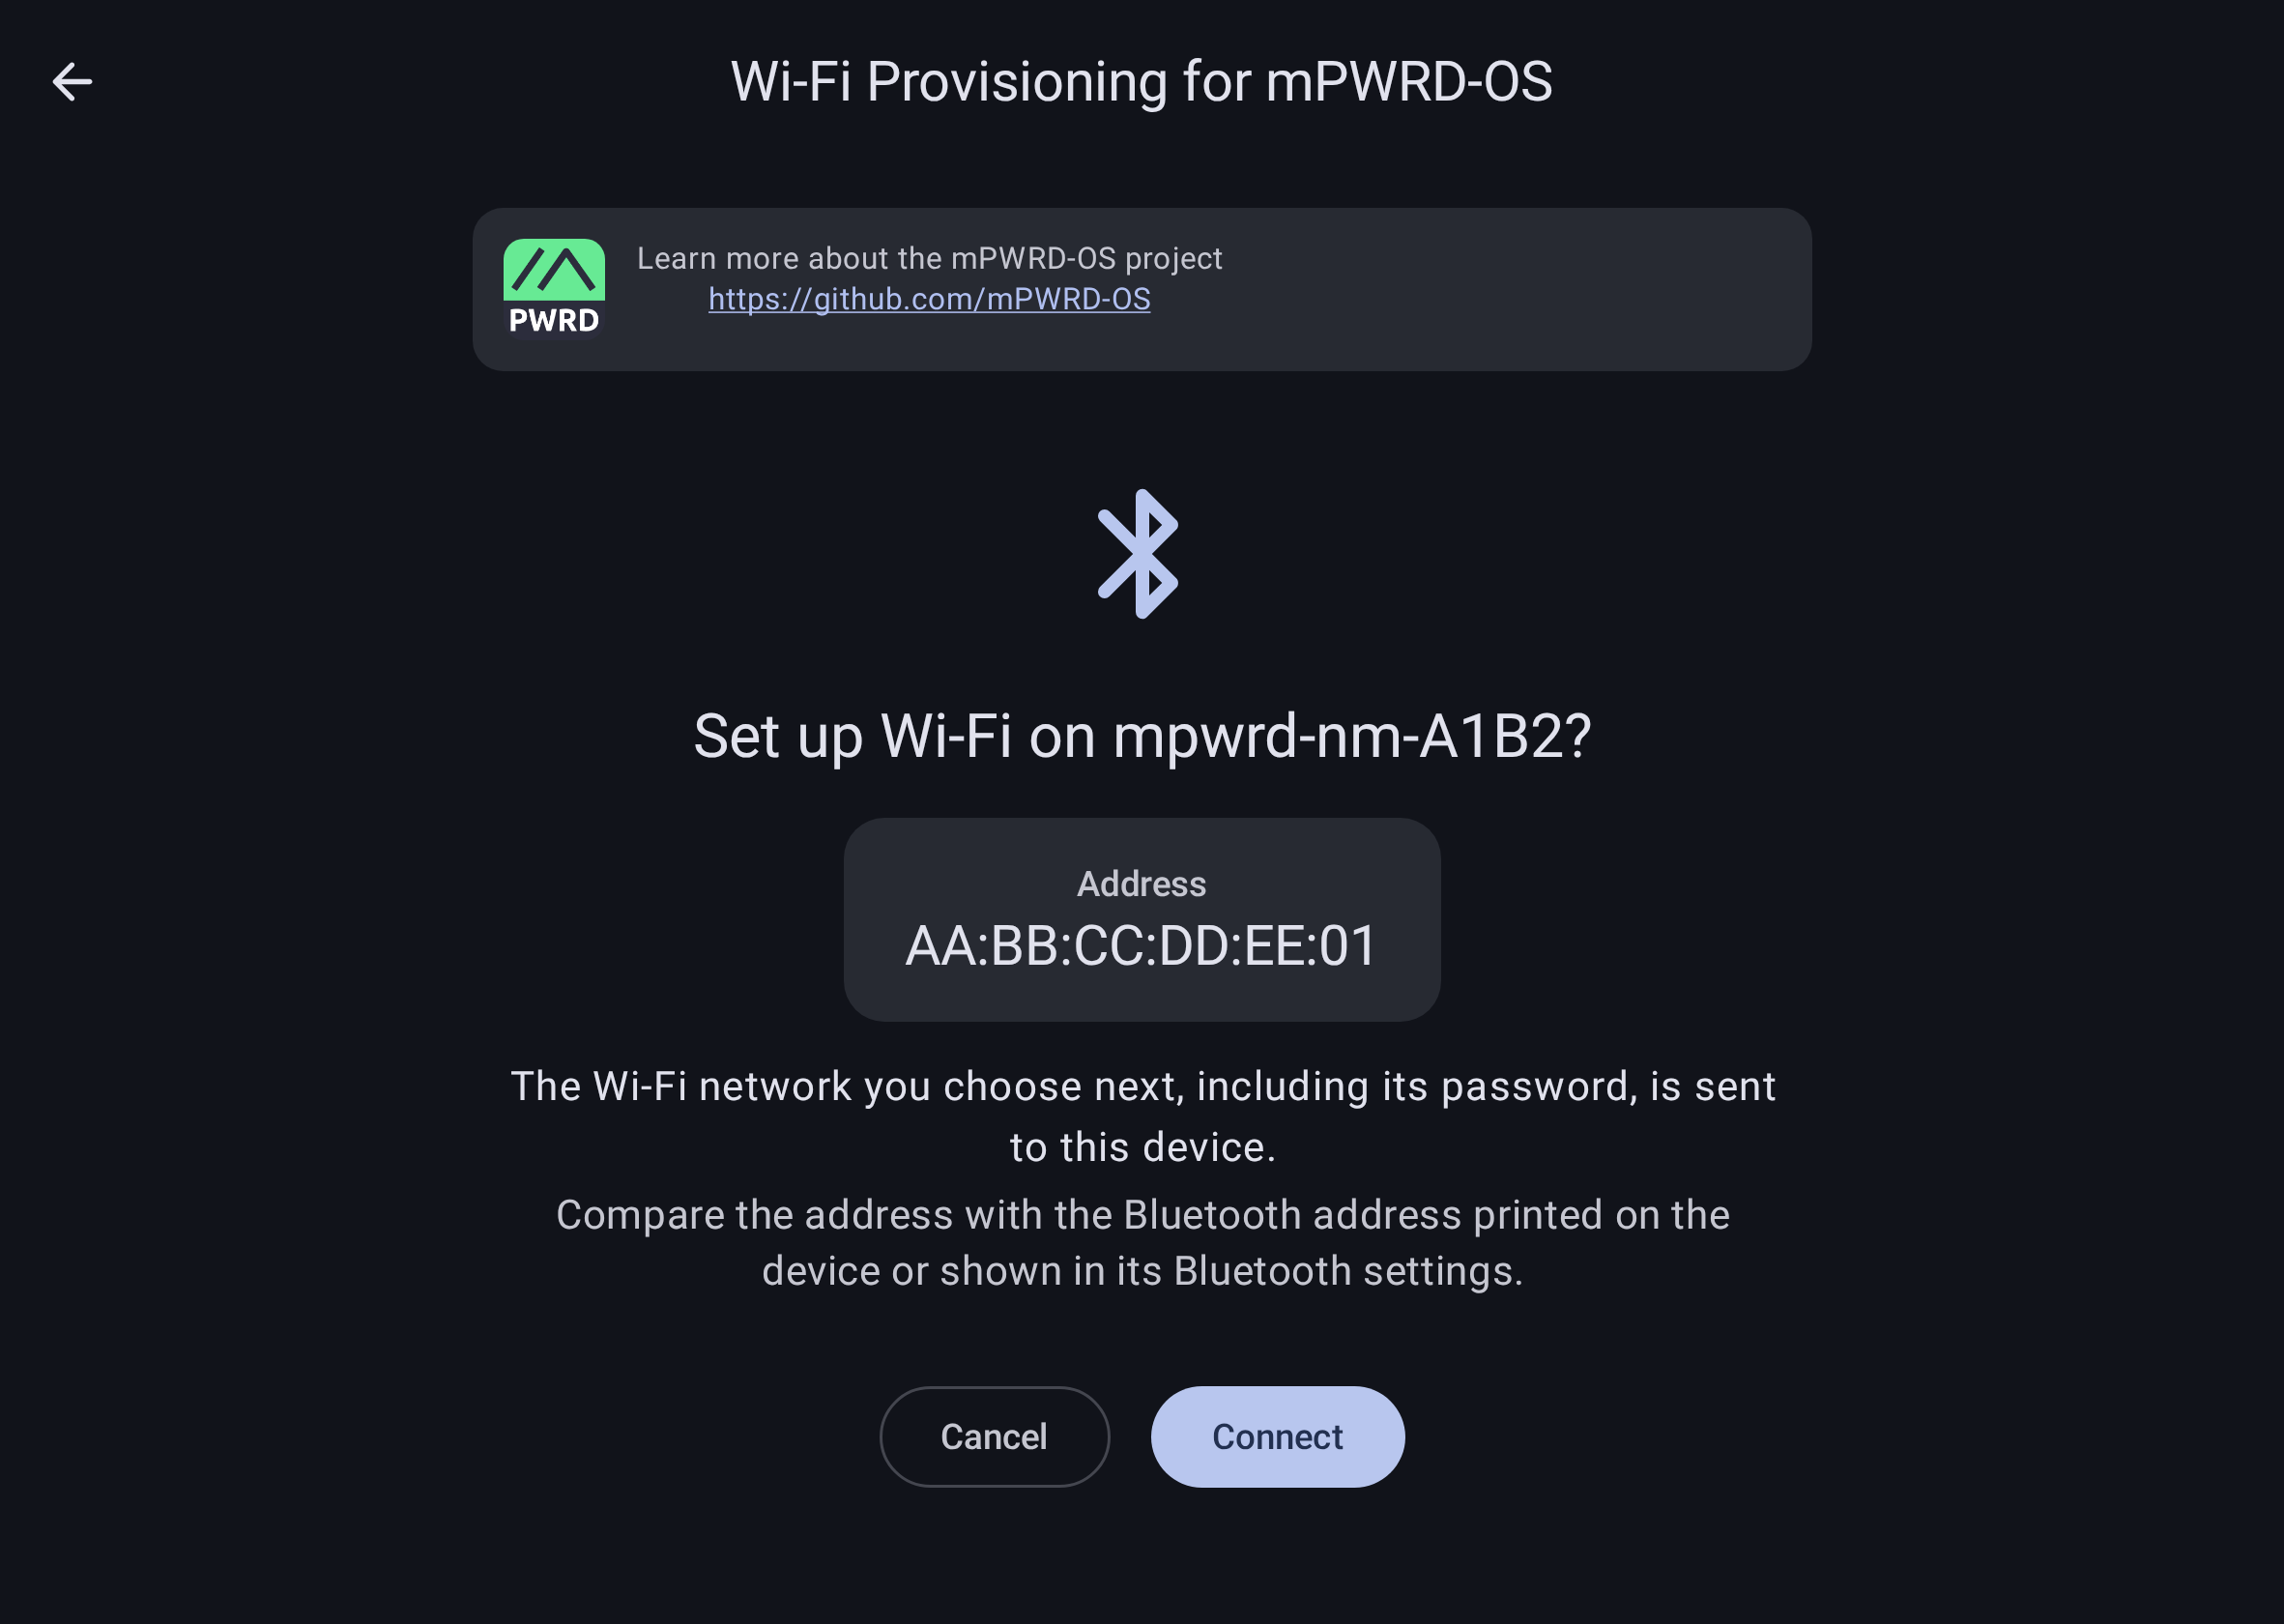 Wi-Fi Provisioning for mPWRD-OS
Learn more about the mPWRD-OS project
https://github.com/mPWRD-OS
PWRD
Set up Wi-Fi on mpwrd-nm-A1B2?
Address
AA:BB:CC:DD:EE:01
The Wi-Fi network you choose next, including its password, is sent
to this device.
Compare the address with the Bluetooth address printed on the
device or shown in its Bluetooth settings.
Cancel
Connect